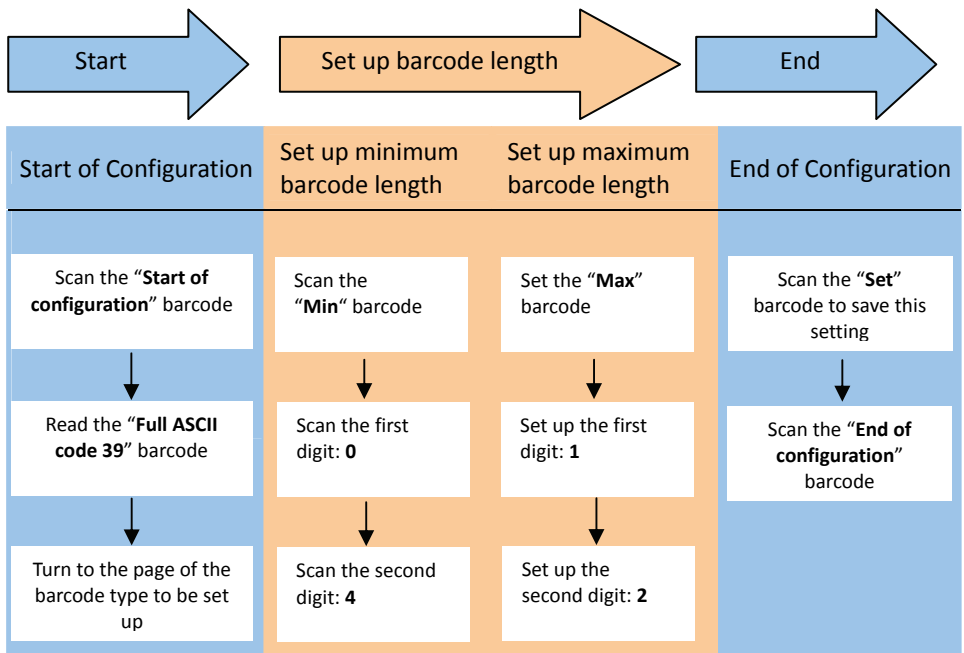 Start
Set up barcode length
End
Start of Configuration
Set up minimum
barcode length
Set up maximum
barcode length
End of Configuration
Scan the “Start of
configuration” barcode
Read the “Full ASCII
code 39” barcode
Turn to the page of the
barcode type to be set
up
Scan the
“Min“ barcode
Scan the first
digit: 0
Scan the second
digit: 4
Set the “Max”
barcode
Set up the first
digit: 1
Set up the
second digit: 2
Scan the “Set”
barcode to save this
setting
Scan the “End of
configuration”
barcode